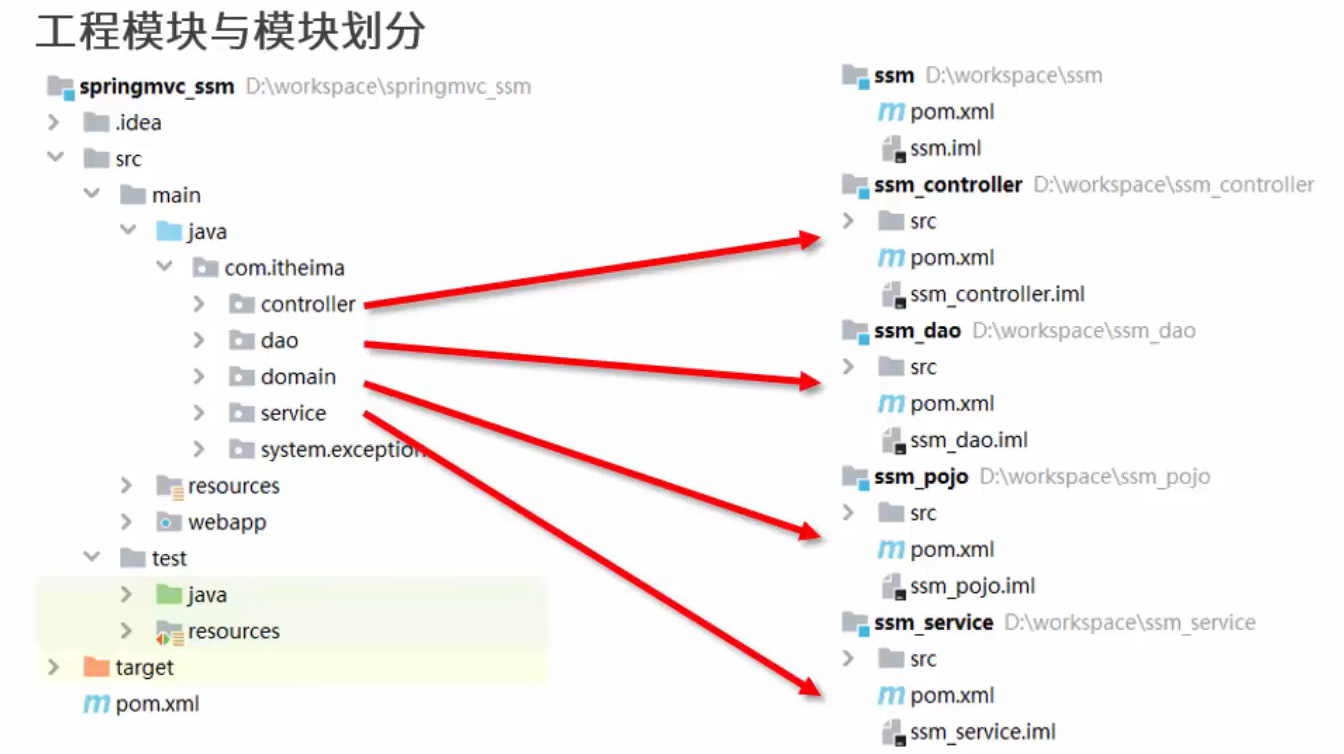 工程模块与模块划分
springmvc_ssm D:\workspace\springmvc_ssm
.idea
src
main
java
com.itheima
controller
dao
domain
service
system.exception
resources
webapp
test
java
resources
target
pom.xml
ssm D:\workspace\ssm
pom.xml
ssm.iml
ssm_controller D:\workspace\ssm_controller
src
pom.xml
ssm_controller.iml
ssm_dao D:\workspace\ssm_dao
src
pom.xml
ssm_dao.iml
ssm_pojo D:\workspace\ssm_pojo
src
pom.xml
ssm_pojo.iml
ssm_service D:\workspace\ssm_service
src
pom.xml
ssm_service.iml